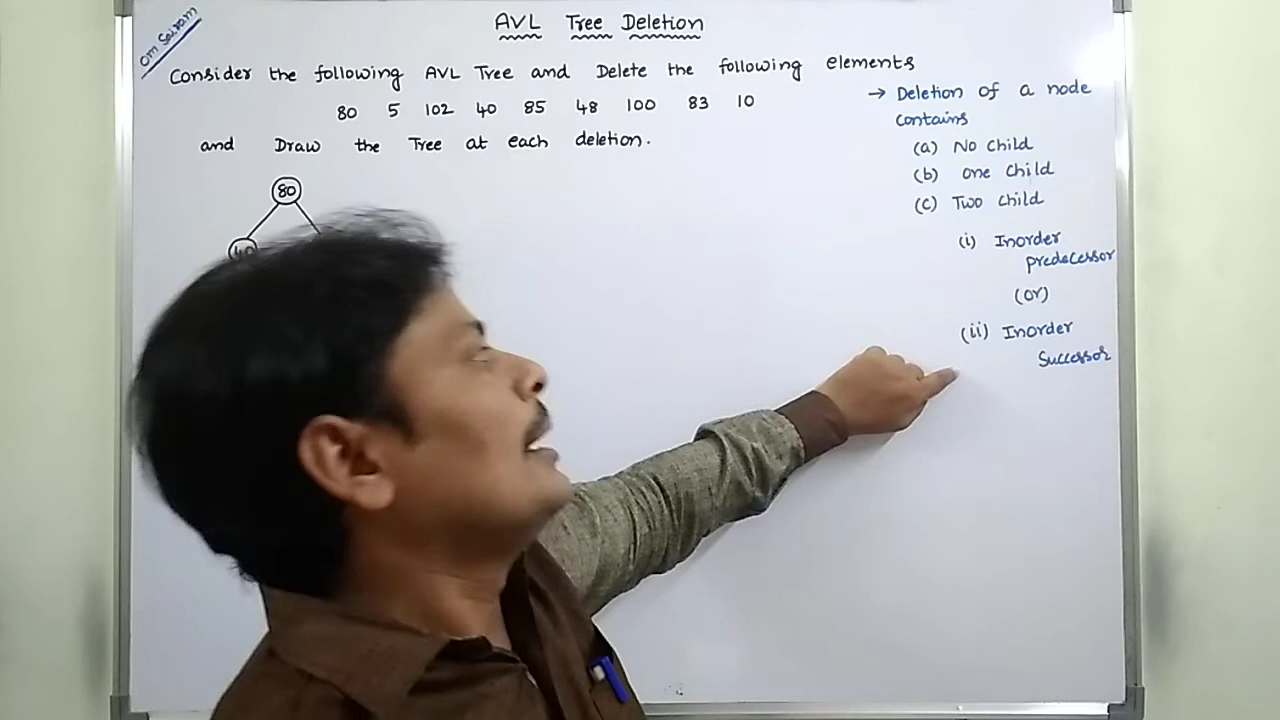 Om Sairam
AVL Tree Deletion
Consider the following AVL Tree and Delete the following elements
80 5 102 40 85 48 100 83 10
and Draw the Tree at each deletion.
80
40
→ Deletion of a node
contains
(a) No child
(b) one child
(c) Two child
(i) Inorder
predecessor
(or)
(ii) Inorder
Successor